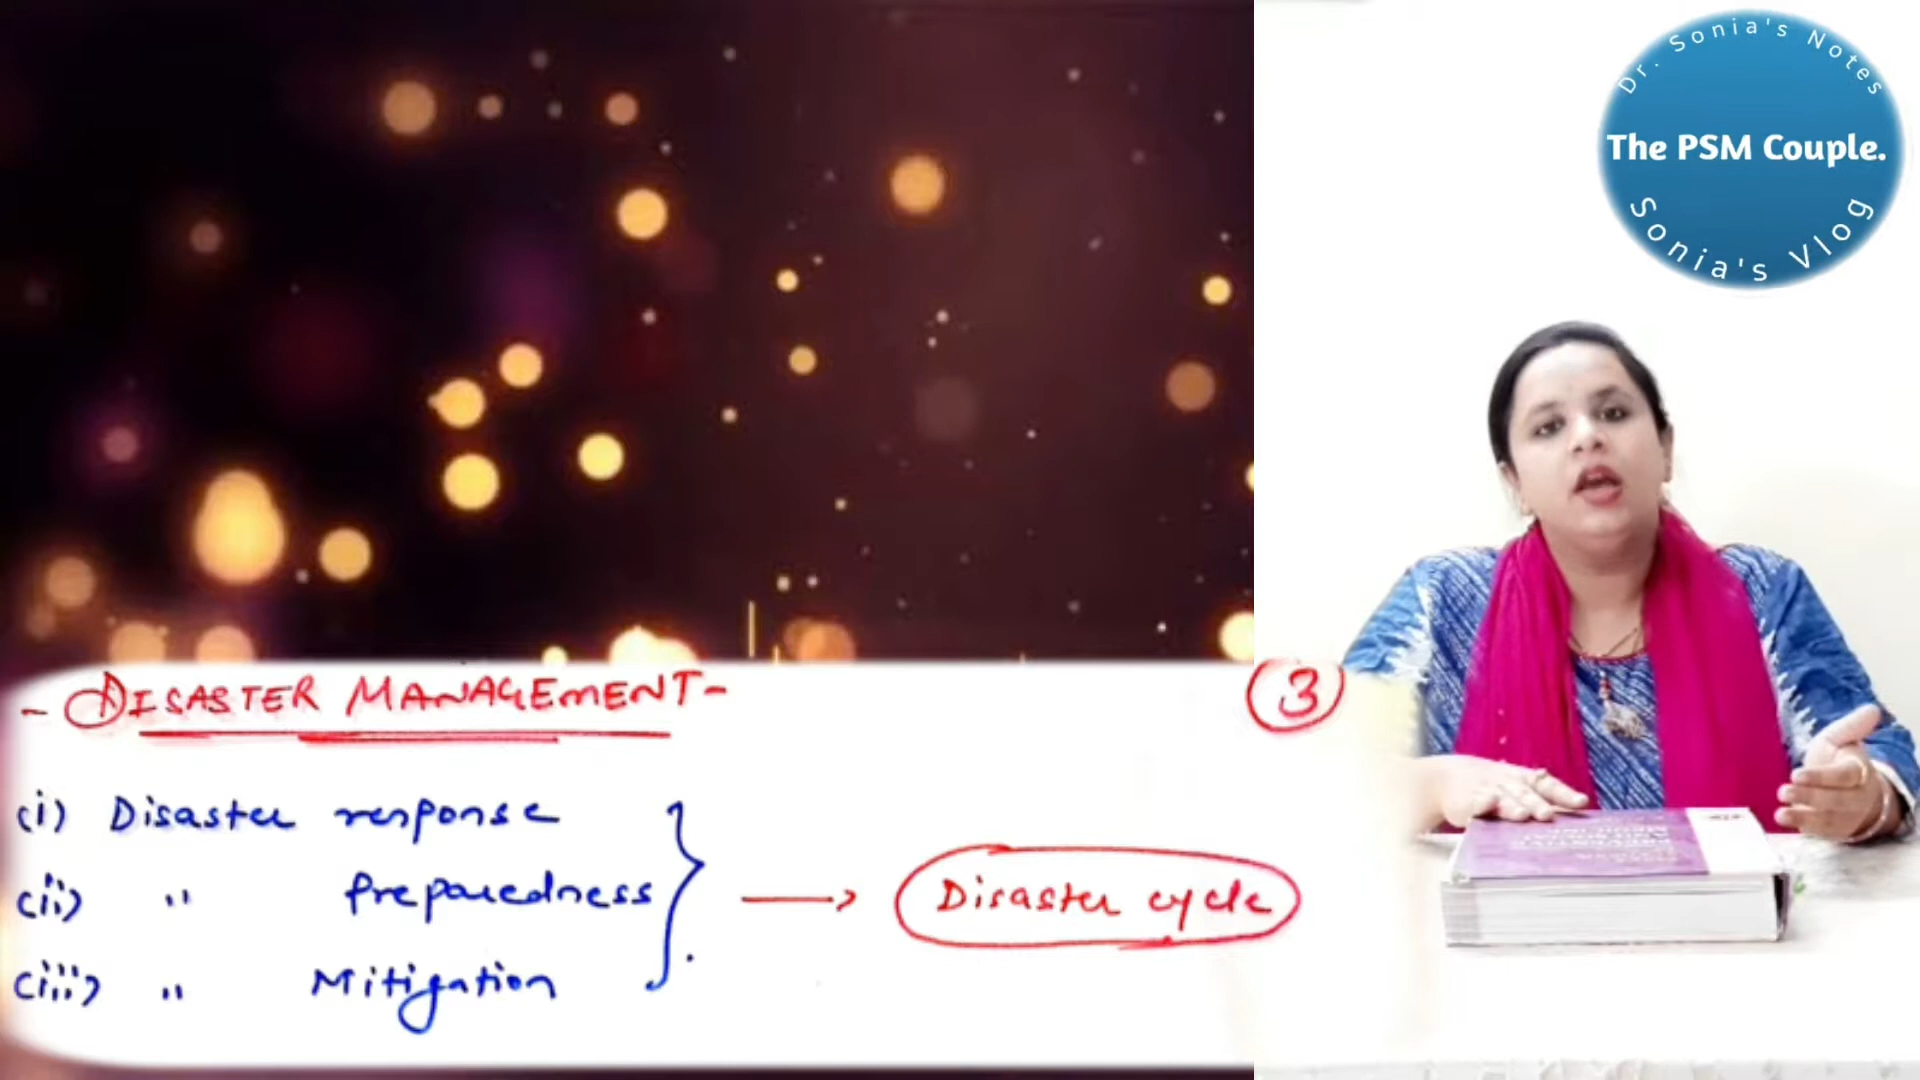 Dr. Sonia's Notes
The PSM Couple.
Sonia's Vlog
- DISASTER MANAGEMENT -
3
(i) Disaster response
(ii) " Preparedness
(iii) " Mitigation
→ Disaster cycle